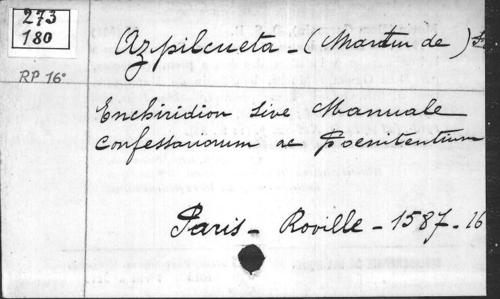 273
180
Azpilcueta - (Martin de)
RP 16°
Enchiridion sive Manuale
Confessariorum ac Poenitentium
Paris - Roville - 1587 - 16